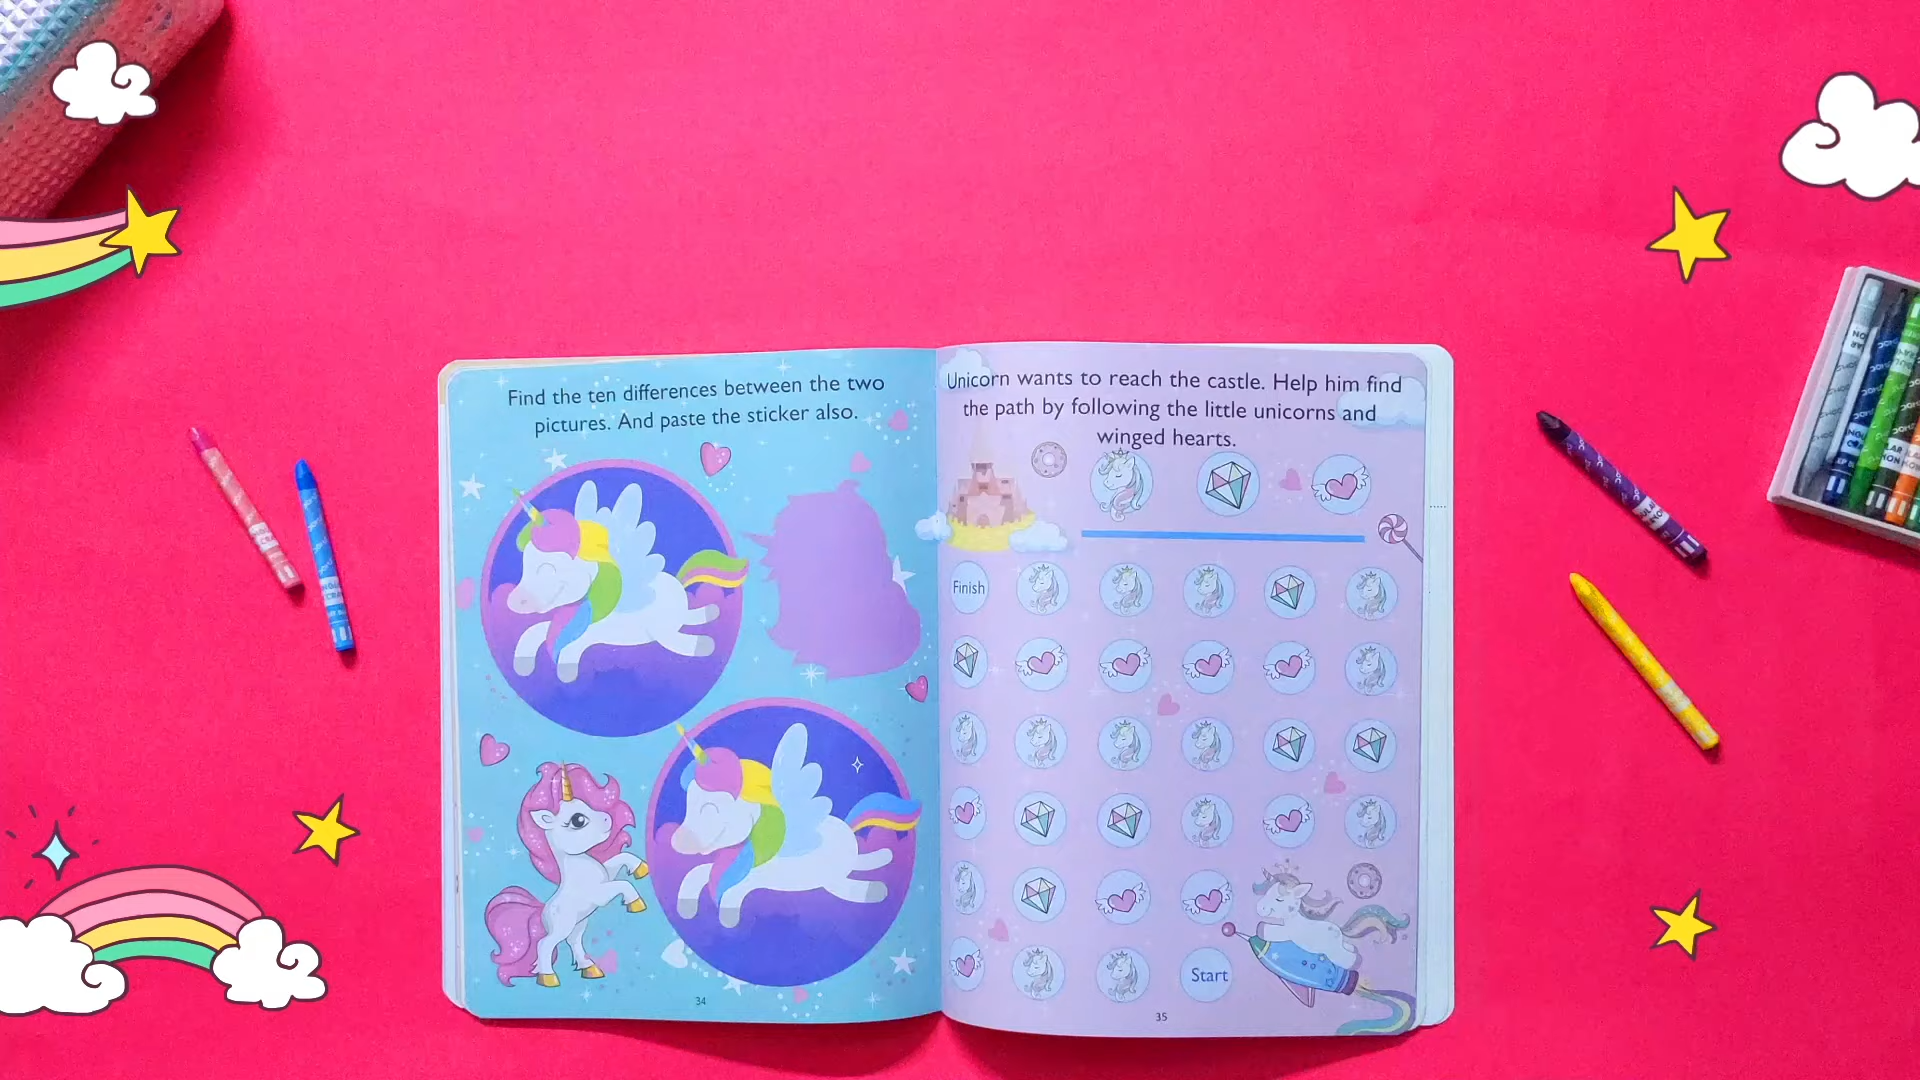 Find the ten differences between the two
pictures. And paste the sticker also.
34
Unicorn wants to reach the castle. Help him find
the path by following the little unicorns and
winged hearts.
Finish
Start
35